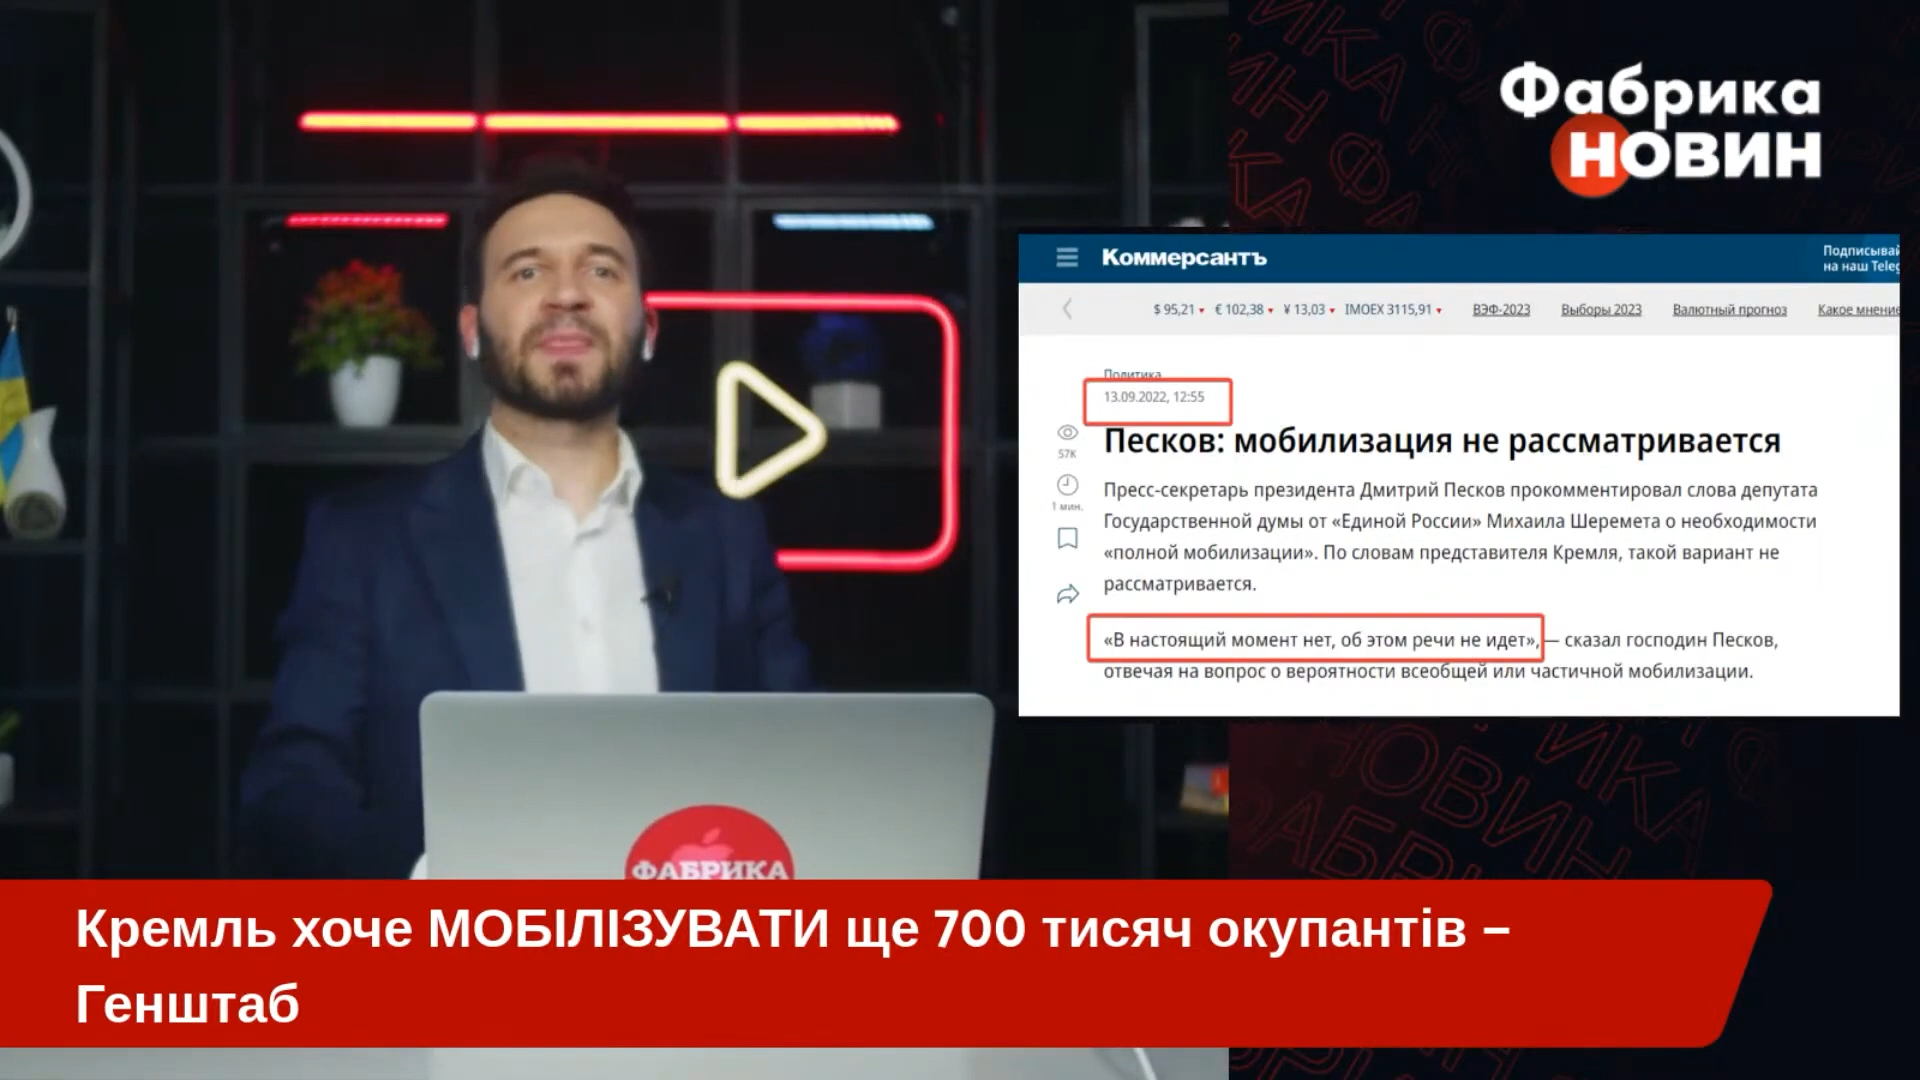 Фабрика
новин
Коммерсантъ
Подписывай
на наш Teleg
$ 95,21 € 102,38 ¥ 13,03 IMOEX 3115,91 ВЭФ-2023 Выборы 2023 Валютный прогноз Какое мнение
Политика
13.09.2022, 12:55
Песков: мобилизация не рассматривается
57K
1 мин.
Пресс-секретарь президента Дмитрий Песков прокомментировал слова депутата
Государственной думы от «Единой России» Михаила Шеремета о необходимости
«полной мобилизации». По словам представителя Кремля, такой вариант не
рассматривается.
«В настоящий момент нет, об этом речи не идет», — сказал господин Песков,
отвечая на вопрос о вероятности всеобщей или частичной мобилизации.
ФАБРИКА
Кремль хоче МОБІЛІЗУВАТИ ще 700 тисяч окупантів –
Генштаб